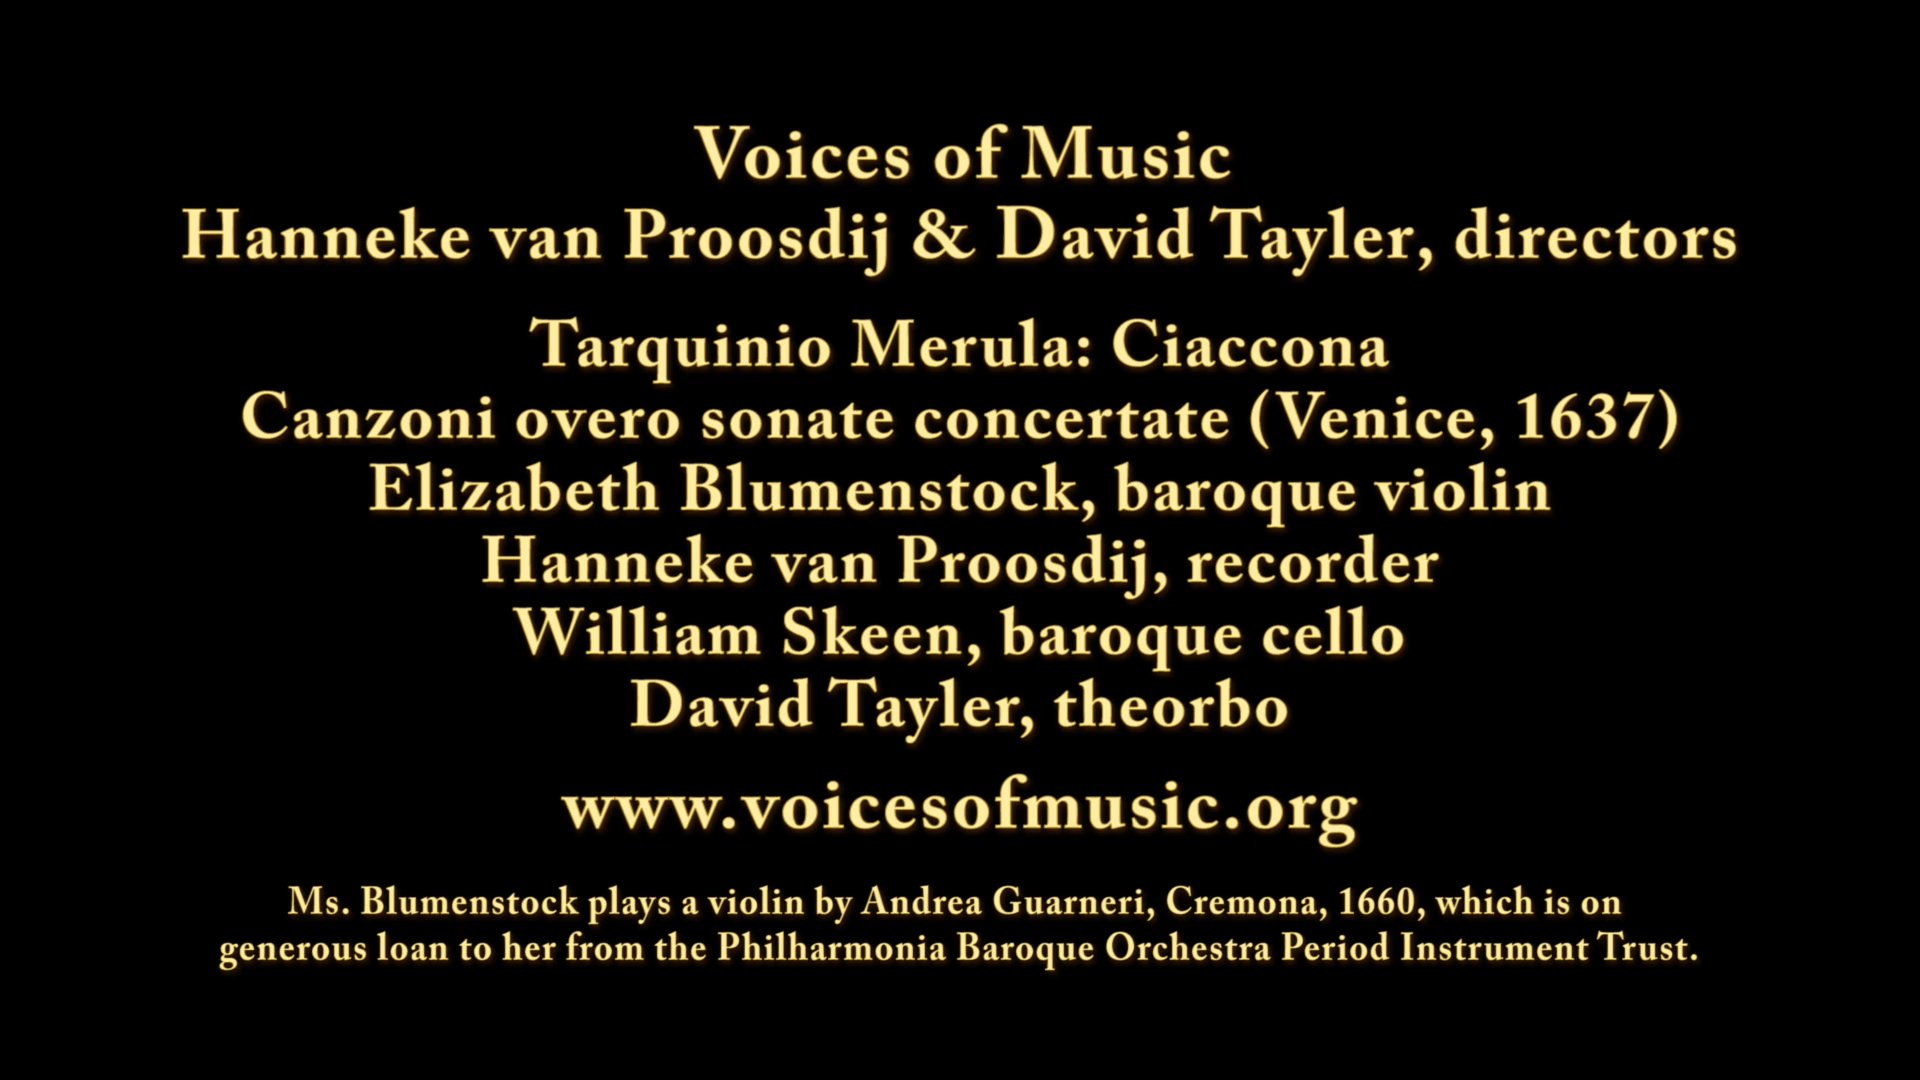 Voices of Music
Hanneke van Proosdij & David Tayler, directors
Tarquinio Merula: Ciaccona
Canzoni overo sonate concertate (Venice, 1637)
Elizabeth Blumenstock, baroque violin
Hanneke van Proosdij, recorder
William Skeen, baroque cello
David Tayler, theorbo
www.voicesofmusic.org
Ms. Blumenstock plays a violin by Andrea Guarneri, Cremona, 1660, which is on
generous loan to her from the Philharmonia Baroque Orchestra Period Instrument Trust.